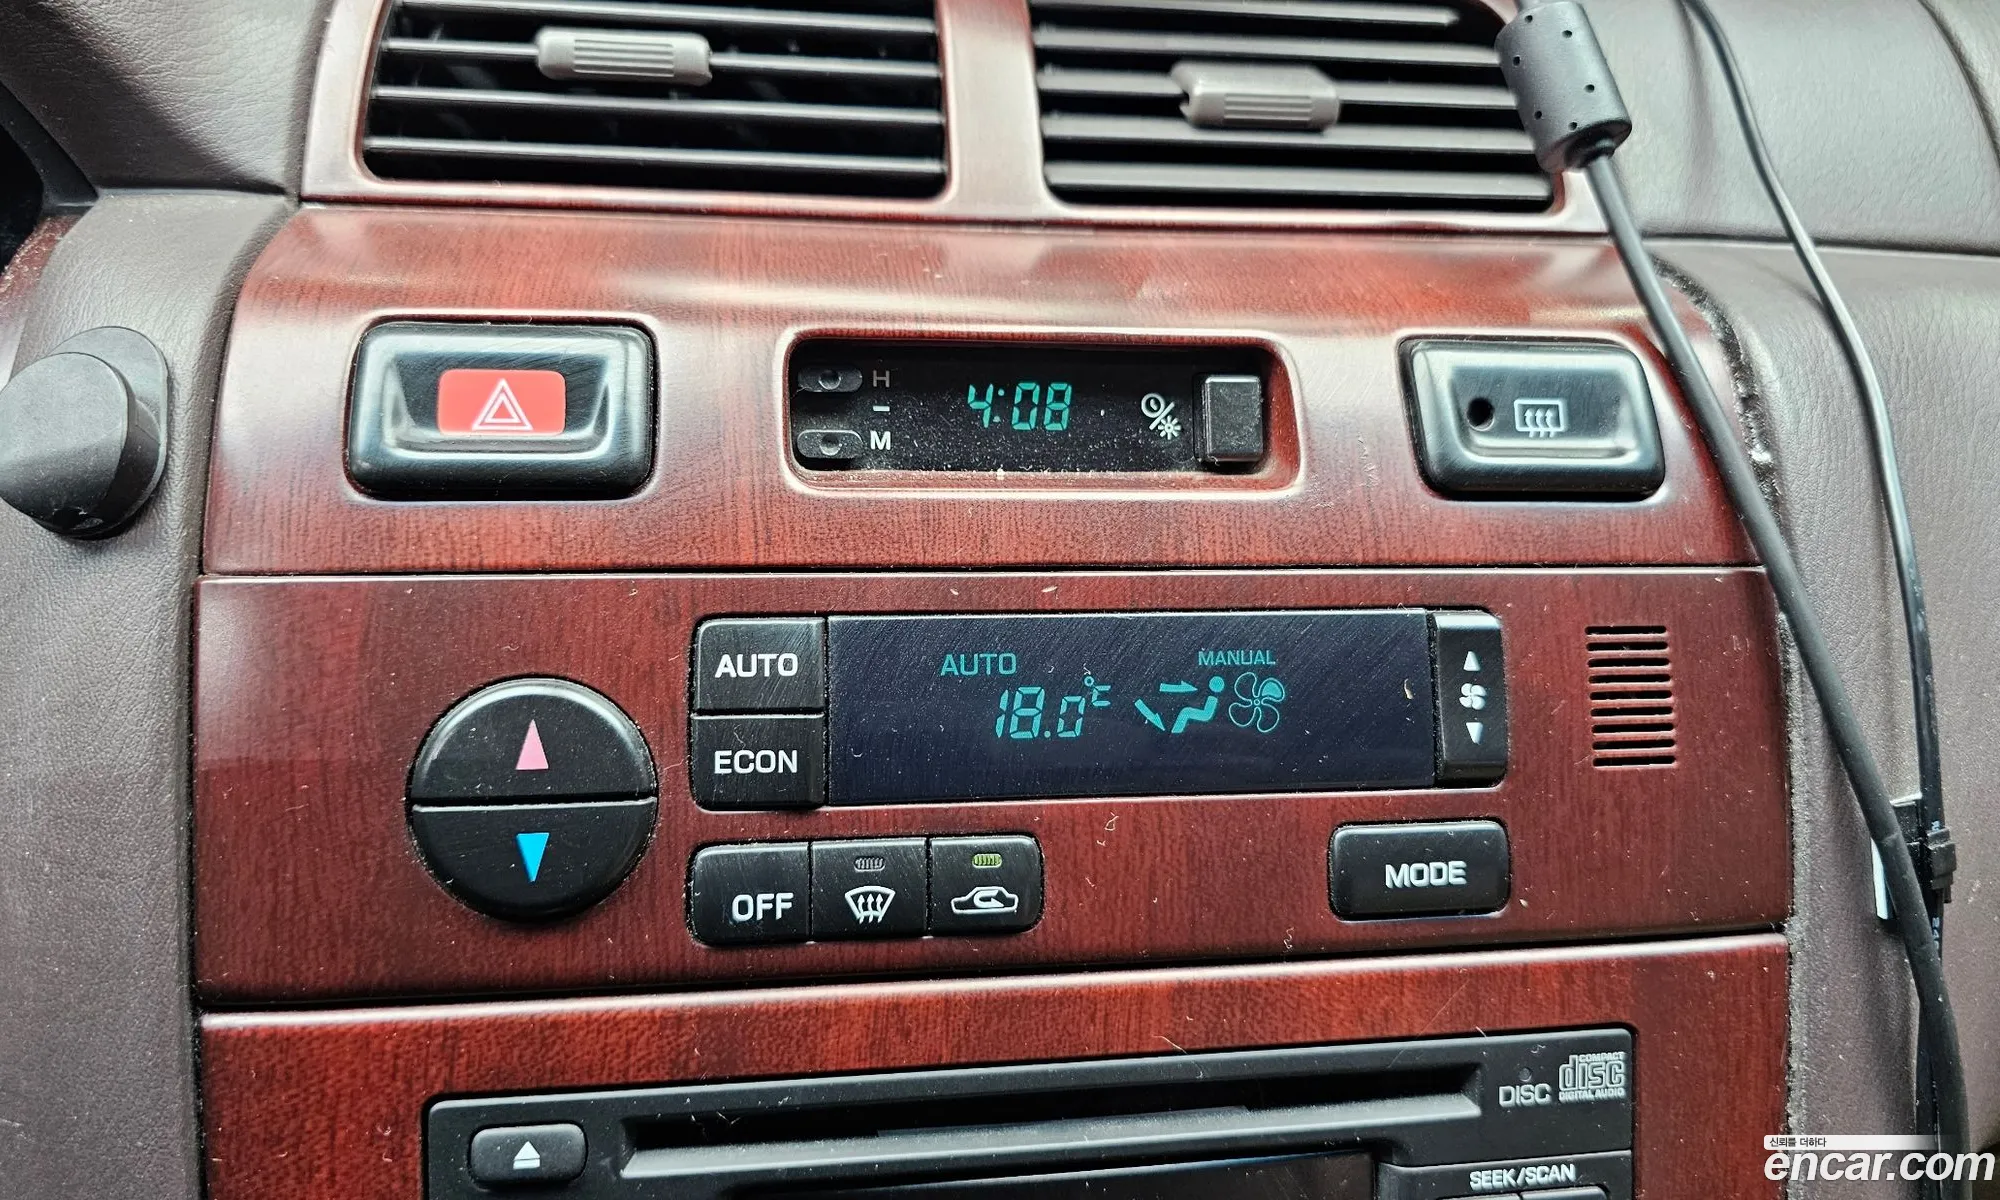 H
4:08
M
AUTO
AUTO
MANUAL
18.0°C
ECON
OFF
MODE
DISC
COMPACT
disc
DIGITAL AUDIO
SEEK/SCAN
신뢰를 더하다
encar.com